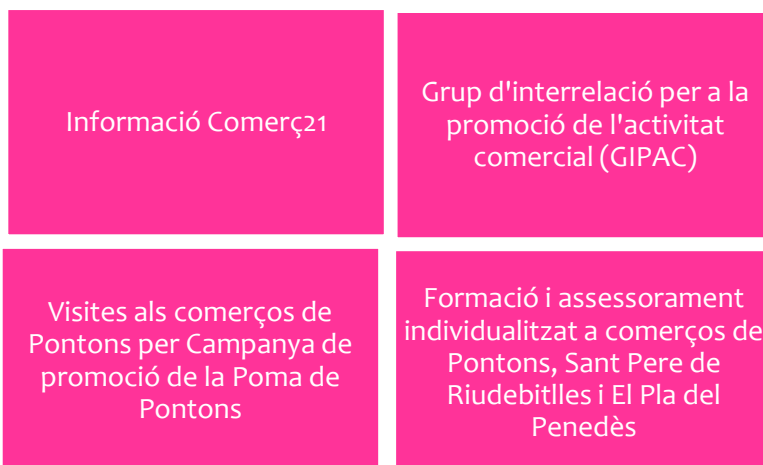 Informació Comerç21
Grup d'interrelació per a la
promoció de l'activitat
comercial (GIPAC)
Visites als comerços de
Pontons per Campanya de
promoció de la Poma de
Pontons
Formació i assessorament
individualitzat a comerços de
Pontons, Sant Pere de
Riudebitlles i El Pla del
Penedès